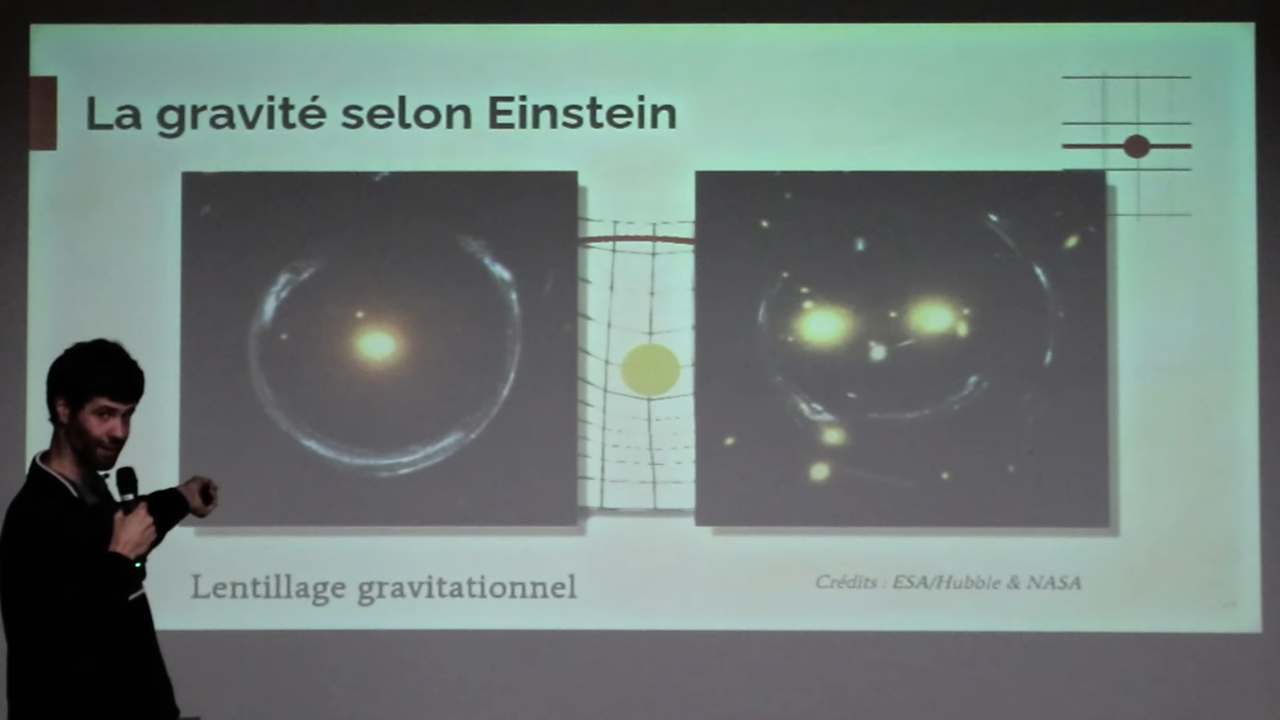 La gravité selon Einstein
Lentillage gravitationnel
Crédits : ESA/Hubble & NASA